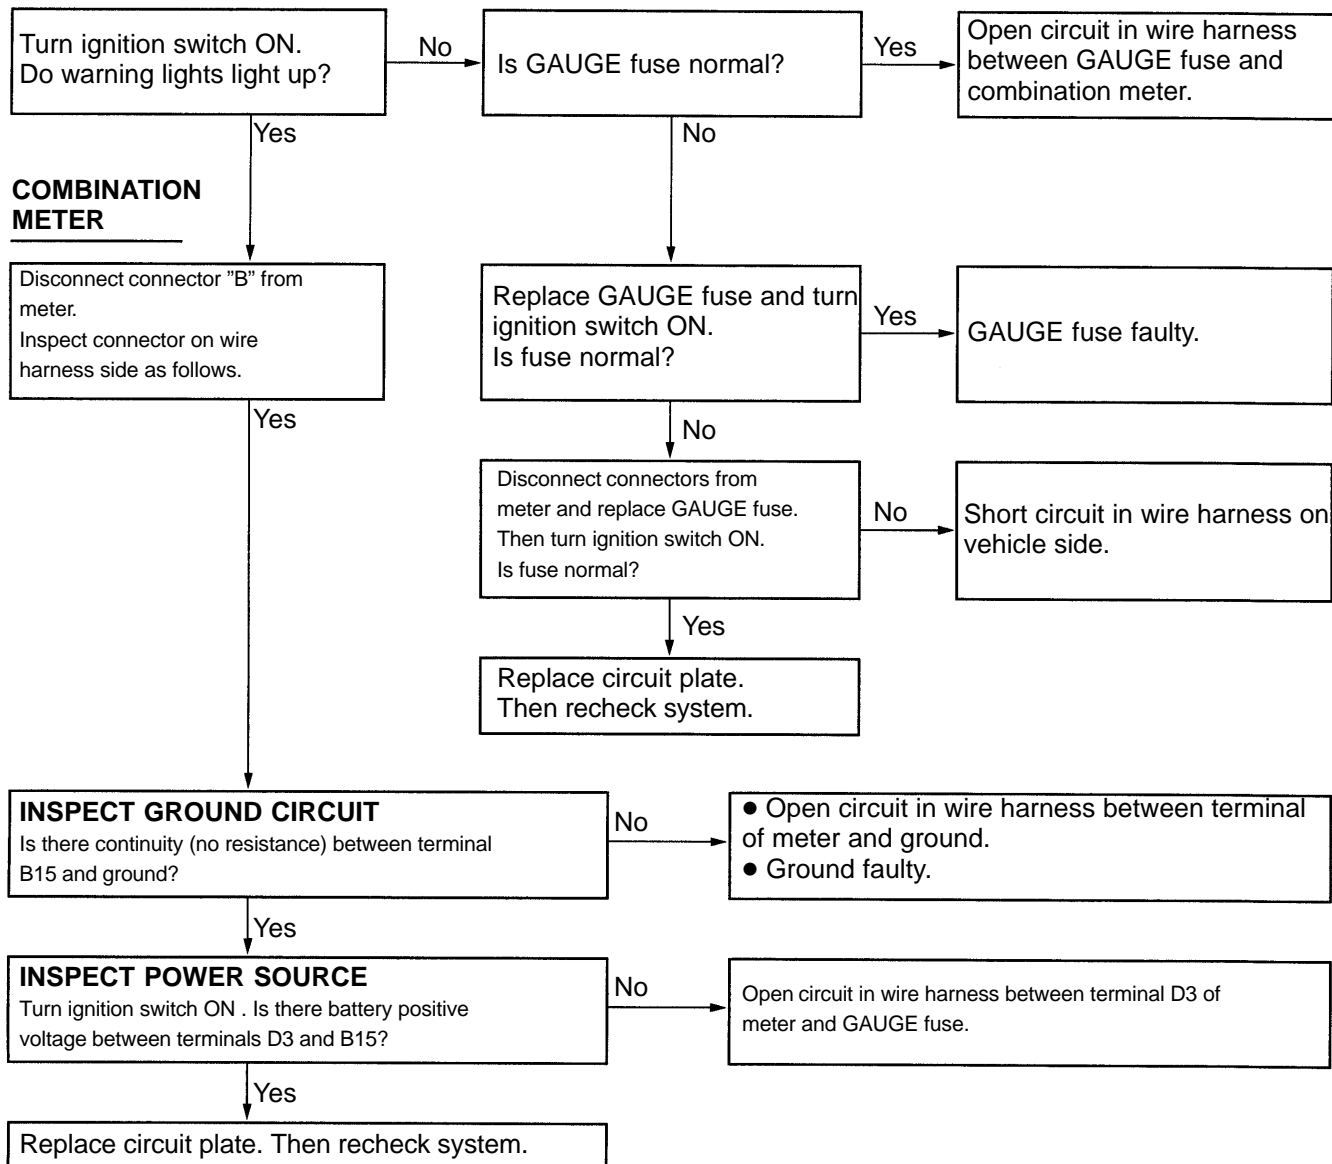 Turn ignition switch ON.
Do warning lights light up?
No
Is GAUGE fuse normal?
Yes
Open circuit in wire harness
between GAUGE fuse and
combination meter.
Yes
No
COMBINATION
METER
Disconnect connector ”B” from
meter.
Inspect connector on wire
harness side as follows.
Replace GAUGE fuse and turn
ignition switch ON.
Is fuse normal?
Yes
GAUGE fuse faulty.
Yes
No
Disconnect connectors from
meter and replace GAUGE fuse.
Then turn ignition switch ON.
Is fuse normal?
No
Short circuit in wire harness on
vehicle side.
Yes
Replace circuit plate.
Then recheck system.
INSPECT GROUND CIRCUIT
Is there continuity (no resistance) between terminal
B15 and ground?
No
● Open circuit in wire harness between terminal
of meter and ground.
● Ground faulty.
Yes
INSPECT POWER SOURCE
Turn ignition switch ON . Is there battery positive
voltage between terminals D3 and B15?
No
Open circuit in wire harness between terminal D3 of
meter and GAUGE fuse.
Yes
Replace circuit plate. Then recheck system.